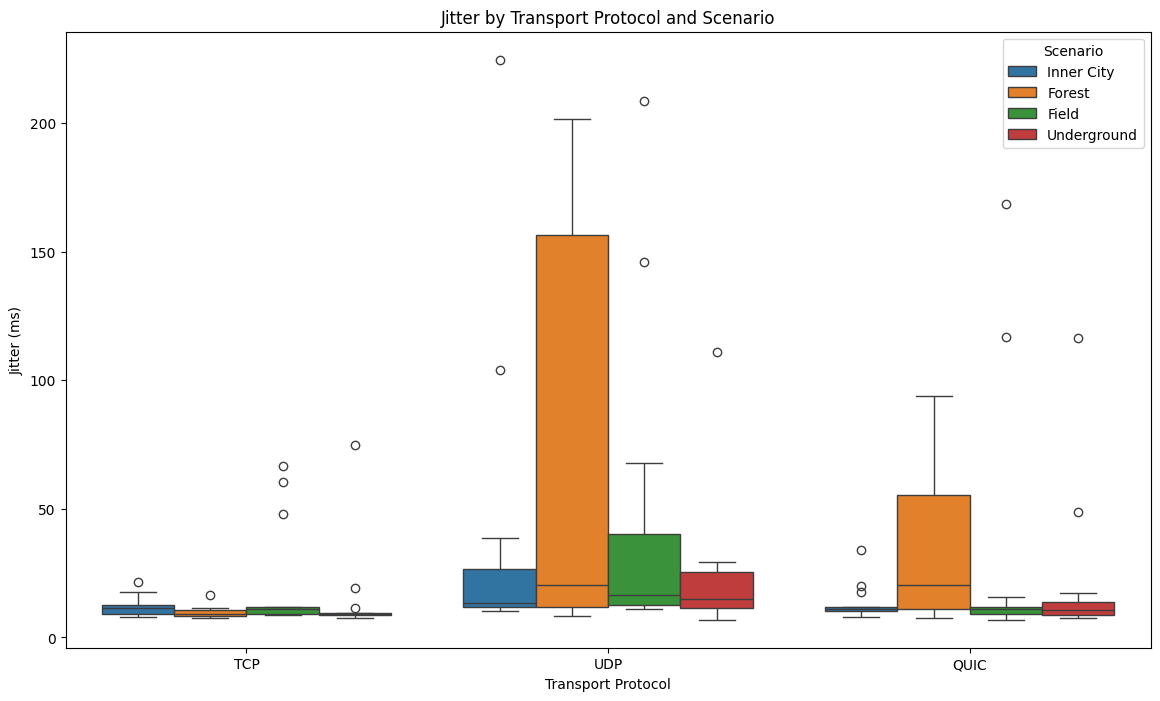 Jitter by Transport Protocol and Scenario
Scenario
Inner City
Forest
Field
Underground
Jitter (ms)
200
150
100
50
0
TCP
UDP
QUIC
Transport Protocol